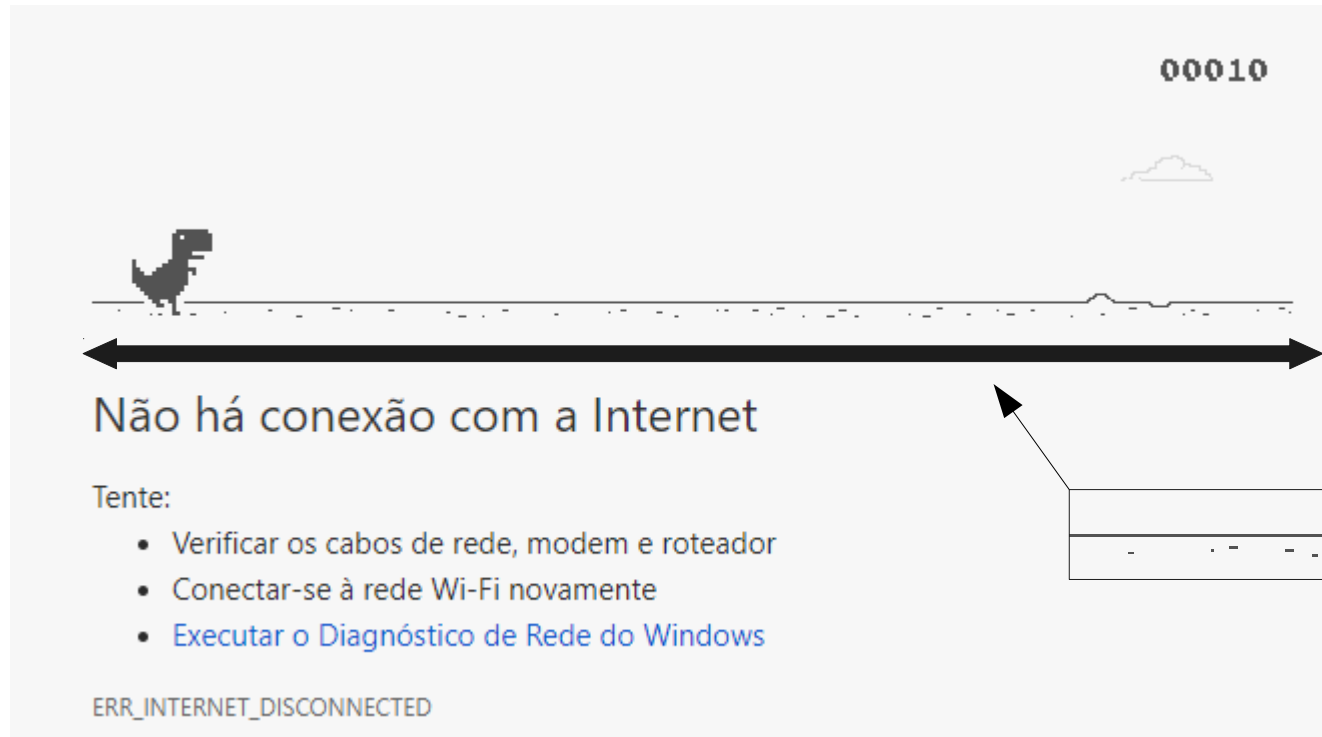 00010
Não há conexão com a Internet
Tente:
• Verificar os cabos de rede, modem e roteador
• Conectar-se à rede Wi-Fi novamente
• Executar o Diagnóstico de Rede do Windows
ERR_INTERNET_DISCONNECTED